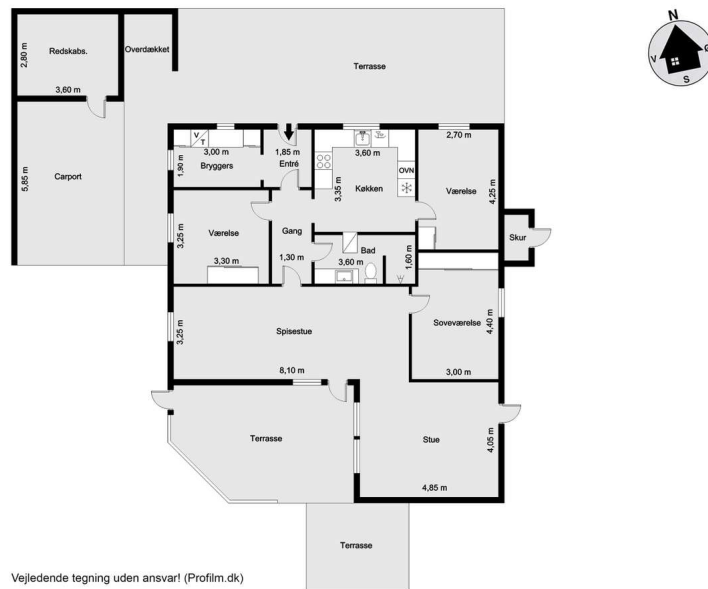 N
V
Ø
S
2,80 m
Redskabs.
3,60 m
Overdækket
Terrasse
5,85 m
Carport
V
T
3,00 m
1,90 m
Bryggers
1,85 m
Entré
3,60 m
OVN
3,35 m
Køkken
2,70 m
Værelse
4,25 m
Skur
3,25 m
Værelse
3,30 m
Gang
1,30 m
Bad
3,60 m
1,60 m
3,25 m
Spisestue
8,10 m
Soveværelse
4,40 m
3,00 m
Terrasse
Stue
4,05 m
4,85 m
Terrasse
Vejledende tegning uden ansvar! (Profilm.dk)